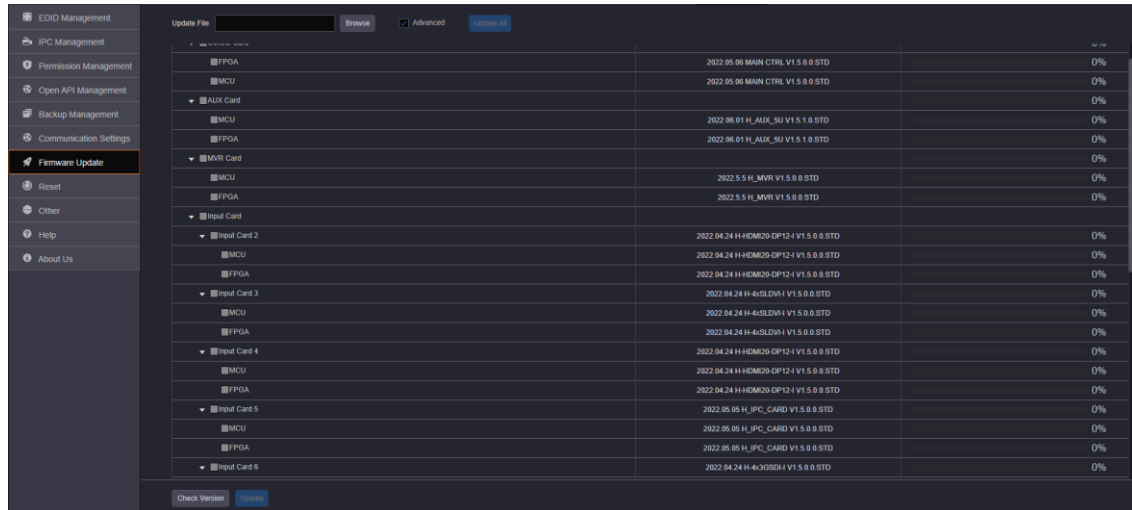 EDID Management
IPC Management
Permission Management
Open API Management
Backup Management
Communication Settings
Firmware Update
Reset
Other
Help
About Us
Update File Browse Advanced Update All
Control Card 0%
FPGA 2022.05.06 MAIN CTRL V1.5.0.0.STD 0%
MCU 2022.05.06 MAIN CTRL V1.5.0.0.STD 0%
AUX Card 0%
MCU 2022.06.01 H_AUX_5U V1.5.1.0.STD 0%
FPGA 2022.06.01 H_AUX_5U V1.5.1.0.STD 0%
MVR Card 0%
MCU 2022.5.5 H_MVR V1.5.0.0.STD 0%
FPGA 2022.5.5 H_MVR V1.5.0.0.STD 0%
Input Card
Input Card 2 2022.04.24 H-HDMI20-DP12-I V1.5.0.0.STD 0%
MCU 2022.04.24 H-HDMI20-DP12-I V1.5.0.0.STD 0%
FPGA 2022.04.24 H-HDMI20-DP12-I V1.5.0.0.STD 0%
Input Card 3 2022.04.24 H-4xSLDVI-I V1.5.0.0.STD 0%
MCU 2022.04.24 H-4xSLDVI-I V1.5.0.0.STD 0%
FPGA 2022.04.24 H-4xSLDVI-I V1.5.0.0.STD 0%
Input Card 4 2022.04.24 H-HDMI20-DP12-I V1.5.0.0.STD 0%
MCU 2022.04.24 H-HDMI20-DP12-I V1.5.0.0.STD 0%
FPGA 2022.04.24 H-HDMI20-DP12-I V1.5.0.0.STD 0%
Input Card 5 2022.05.05 H_IPC_CARD V1.5.0.0.STD 0%
MCU 2022.05.05 H_IPC_CARD V1.5.0.0.STD 0%
FPGA 2022.05.05 H_IPC_CARD V1.5.0.0.STD 0%
Input Card 6 2022.04.24 H-4x3GSDI-I V1.5.0.0.STD 0%
Check Version Update